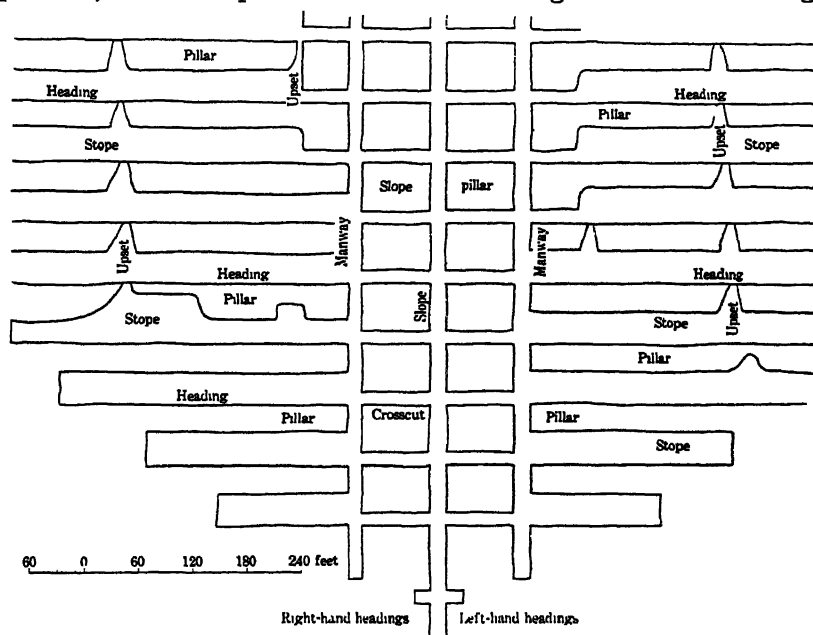 Pillar
Upset
Heading
Heading
Pillar
Stope
Upset
Stope
Slope
pillar
Upset
Manway
Manway
Heading
Heading
Pillar
Stope
Slope
Stope
Upset
Pillar
Heading
Pillar
Crosscut
Pillar
Stope
60 0 60 120 180 240 feet
Right-hand headings
Left-hand headings